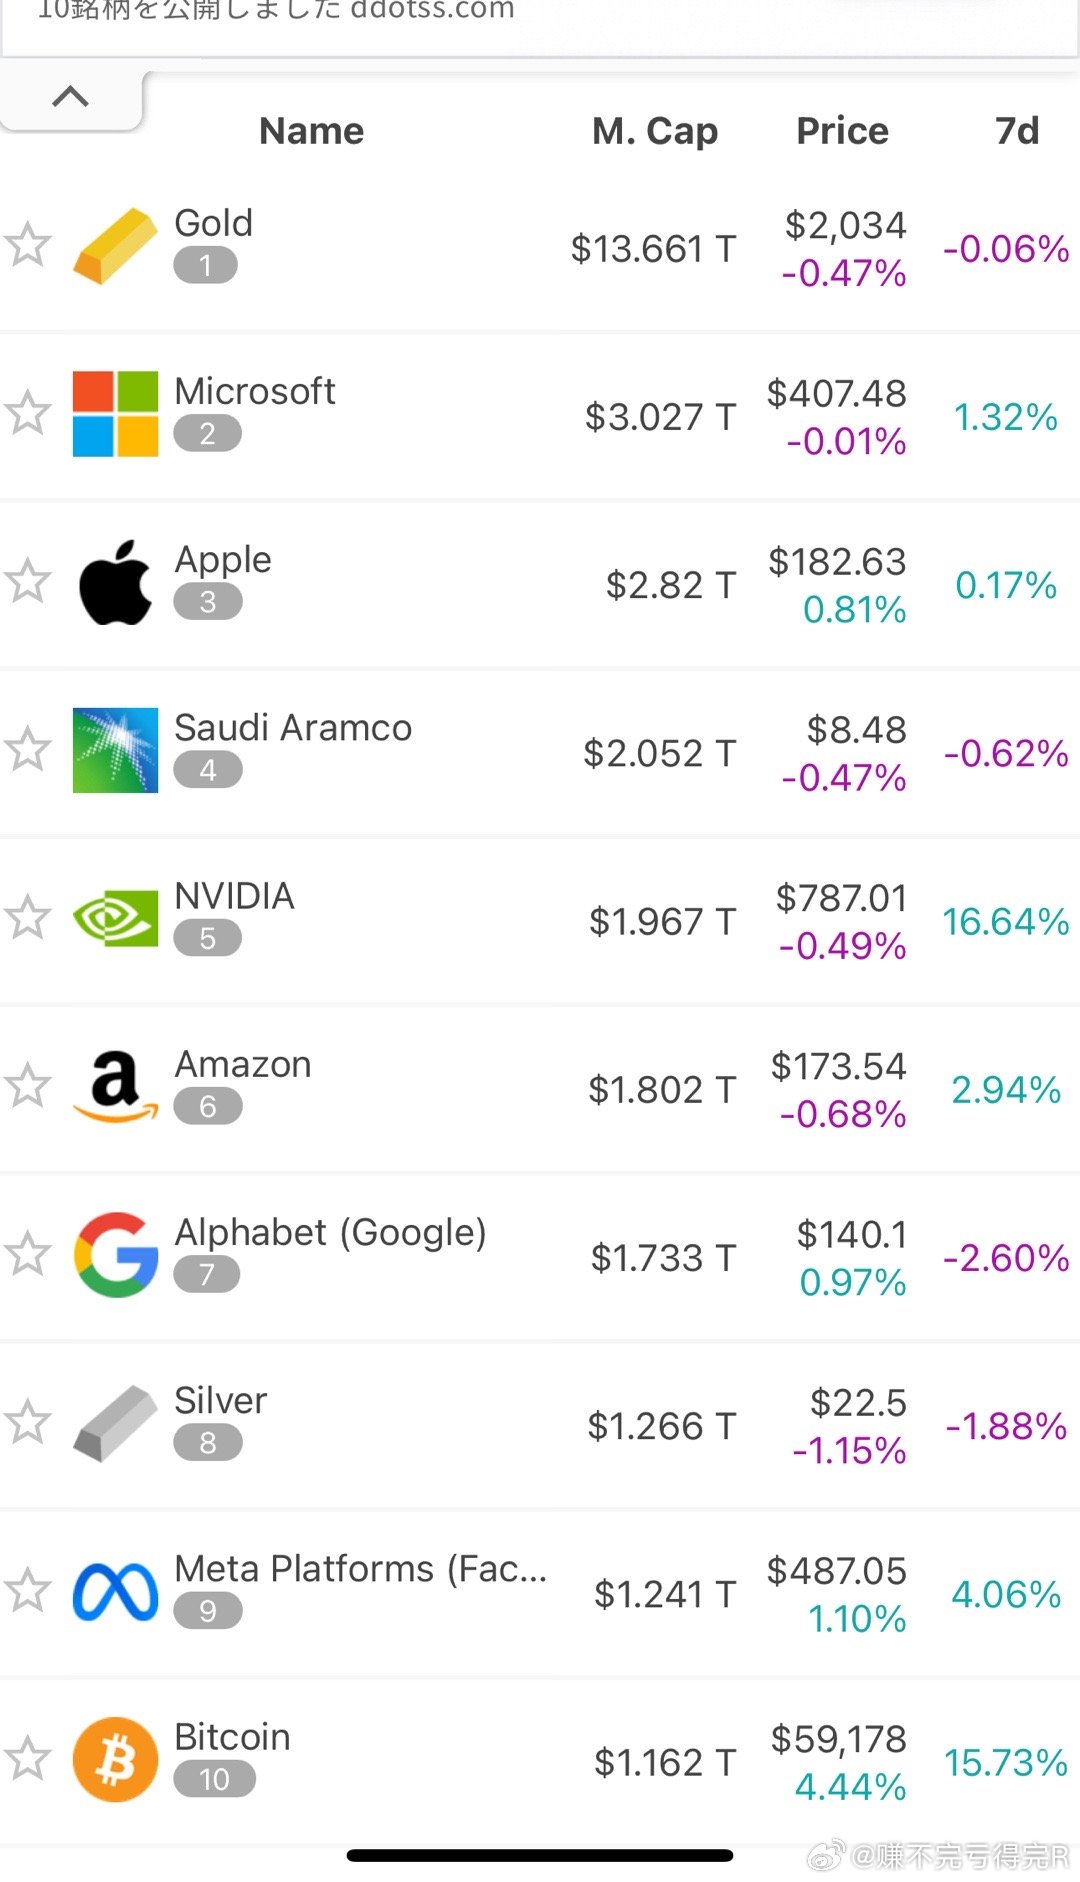 10銘柄を公開しました ddotss.com
Name M. Cap Price 7d
Gold
1
$13.661 T
$2,034
-0.47%
-0.06%
Microsoft
2
$3.027 T
$407.48
-0.01%
1.32%
Apple
3
$2.82 T
$182.63
0.81%
0.17%
Saudi Aramco
4
$2.052 T
$8.48
-0.47%
-0.62%
NVIDIA
5
$1.967 T
$787.01
-0.49%
16.64%
Amazon
6
$1.802 T
$173.54
-0.68%
2.94%
Alphabet (Google)
7
$1.733 T
$140.1
0.97%
-2.60%
Silver
8
$1.266 T
$22.5
-1.15%
-1.88%
Meta Platforms (Fac...
9
$1.241 T
$487.05
1.10%
4.06%
Bitcoin
10
$1.162 T
$59,178
4.44%
15.73%
@赚不完亏得完R